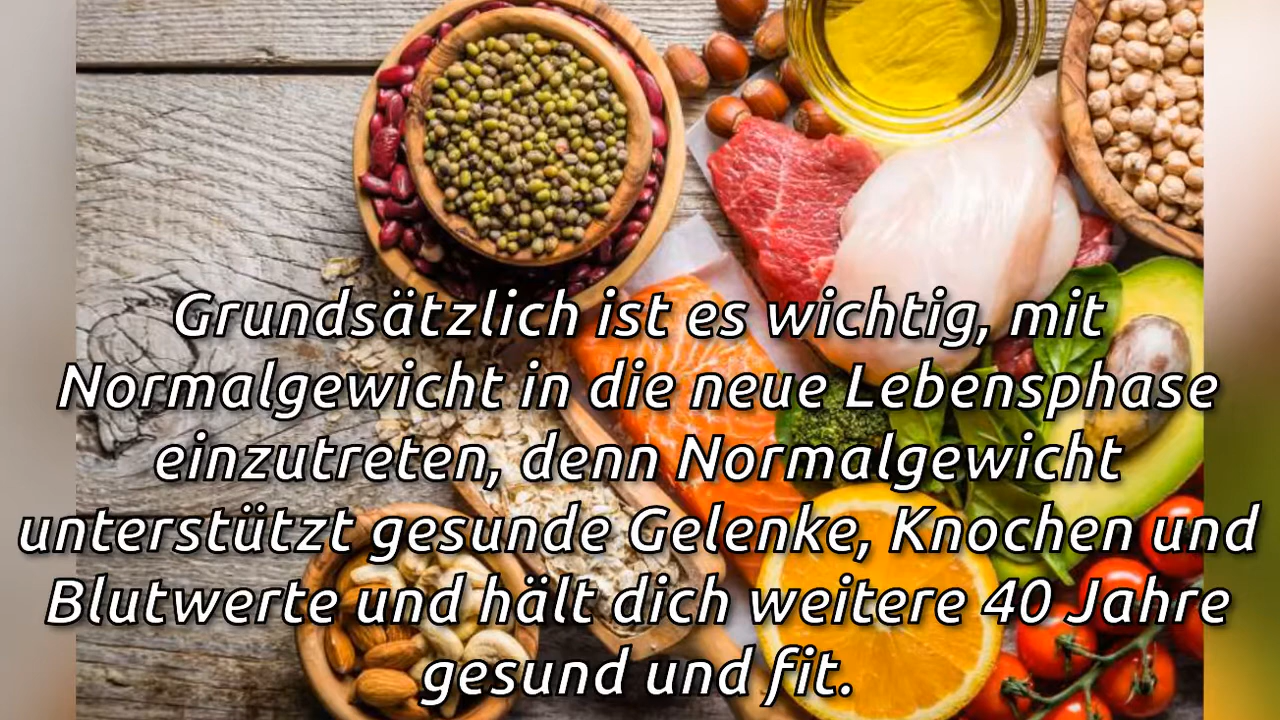 Grundsätzlich ist es wichtig, mit
Normalgewicht in die neue Lebensphase
einzutreten, denn Normalgewicht
unterstützt gesunde Gelenke, Knochen und
Blutwerte und hält dich weitere 40 Jahre
gesund und fit.